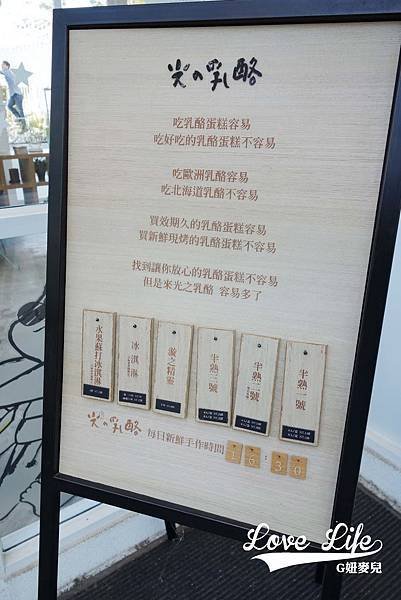 光の乳酪
吃乳酪蛋糕容易
吃好吃的乳酪蛋糕不容易
吃歐洲乳酪容易
吃北海道乳酪不容易
買效期久的乳酪蛋糕容易
買新鮮現烤的乳酪蛋糕不容易
找到讓你放心的乳酪蛋糕不容易
但是來光之乳酪 容易多了
水果蘇打冰淇淋
冰淇淋
漩之精靈
半熟三號
半熟二號
半熟一號
光の乳酪 每日新鮮手作時間 16:30
Love Life
G妞麥兒